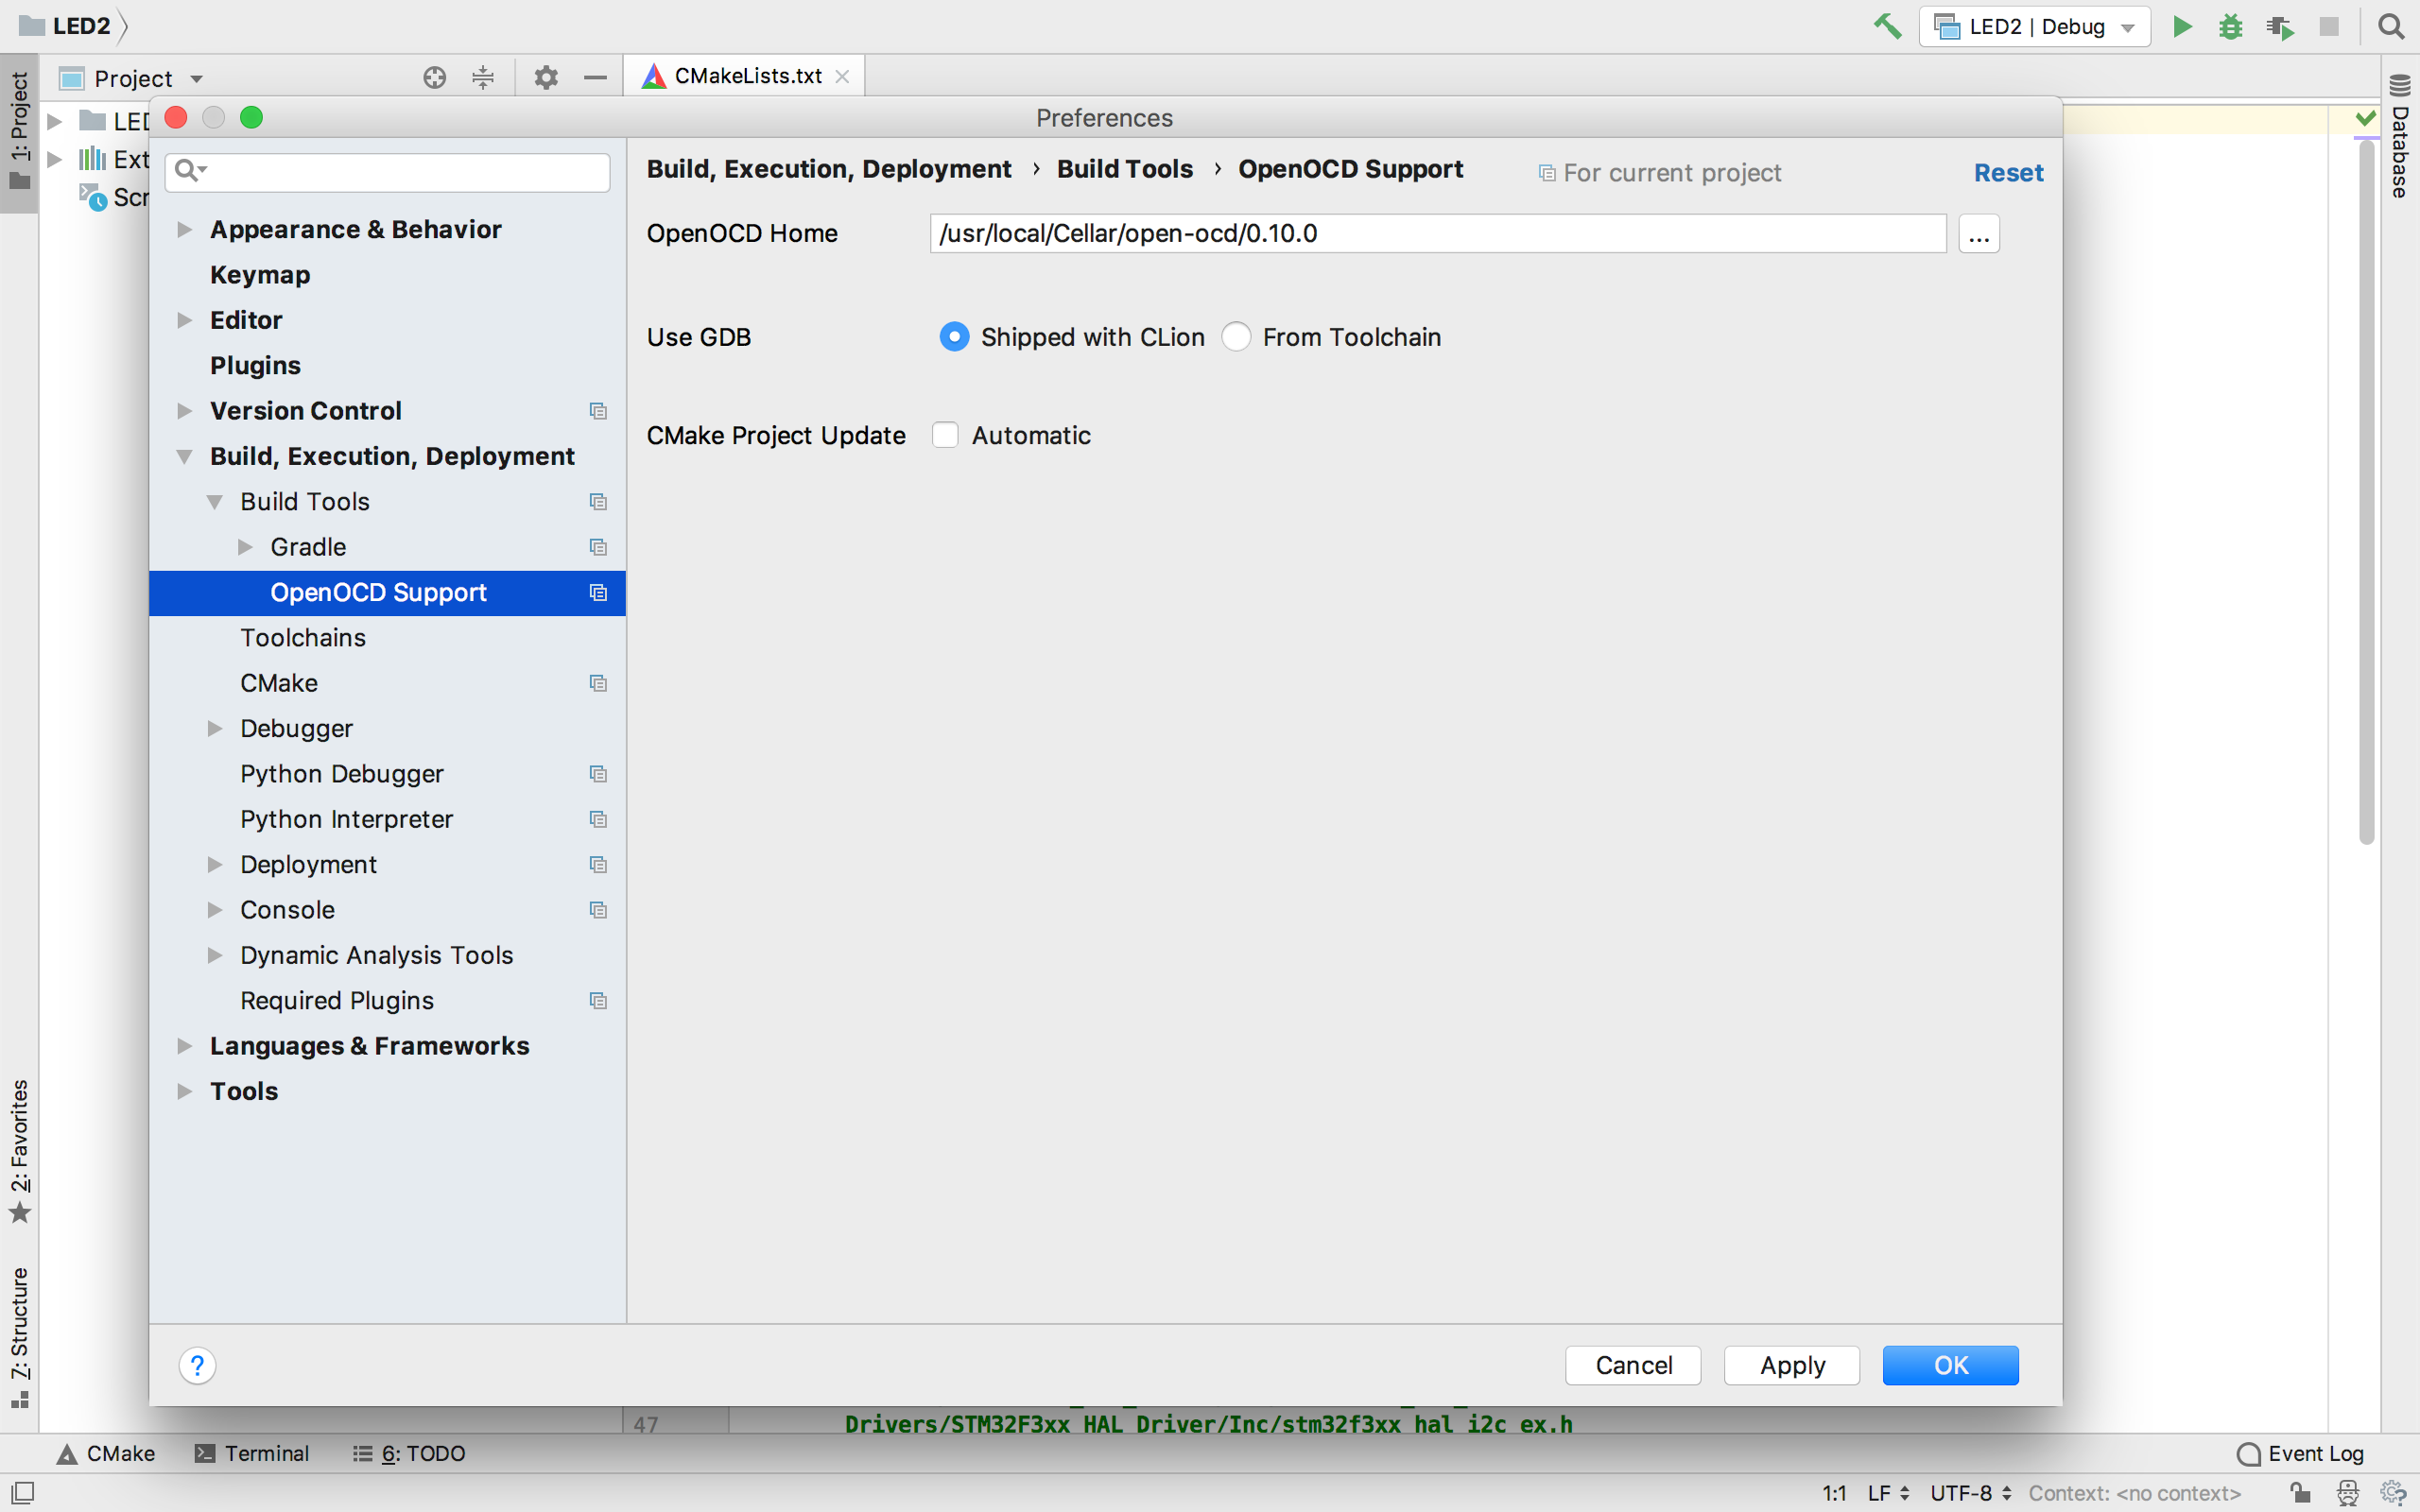 LED2
LED2 | Debug
1: Project
Project
CMakeLists.txt
Database
LED
Ext
Scr
Preferences
Build, Execution, Deployment › Build Tools › OpenOCD Support
For current project
Reset
OpenOCD Home
/usr/local/Cellar/open-ocd/0.10.0
...
Use GDB
Shipped with CLion
From Toolchain
CMake Project Update
Automatic
Appearance & Behavior
Keymap
Editor
Plugins
Version Control
Build, Execution, Deployment
Build Tools
Gradle
OpenOCD Support
Toolchains
CMake
Debugger
Python Debugger
Python Interpreter
Deployment
Console
Dynamic Analysis Tools
Required Plugins
Languages & Frameworks
Tools
?
Cancel
Apply
OK
2: Favorites
7: Structure
47
Drivers/STM32F3xx_HAL_Driver/Inc/stm32f3xx_hal_i2c_ex.h
CMake
Terminal
6: TODO
Event Log
1:1
LF
UTF-8
Context: <no context>